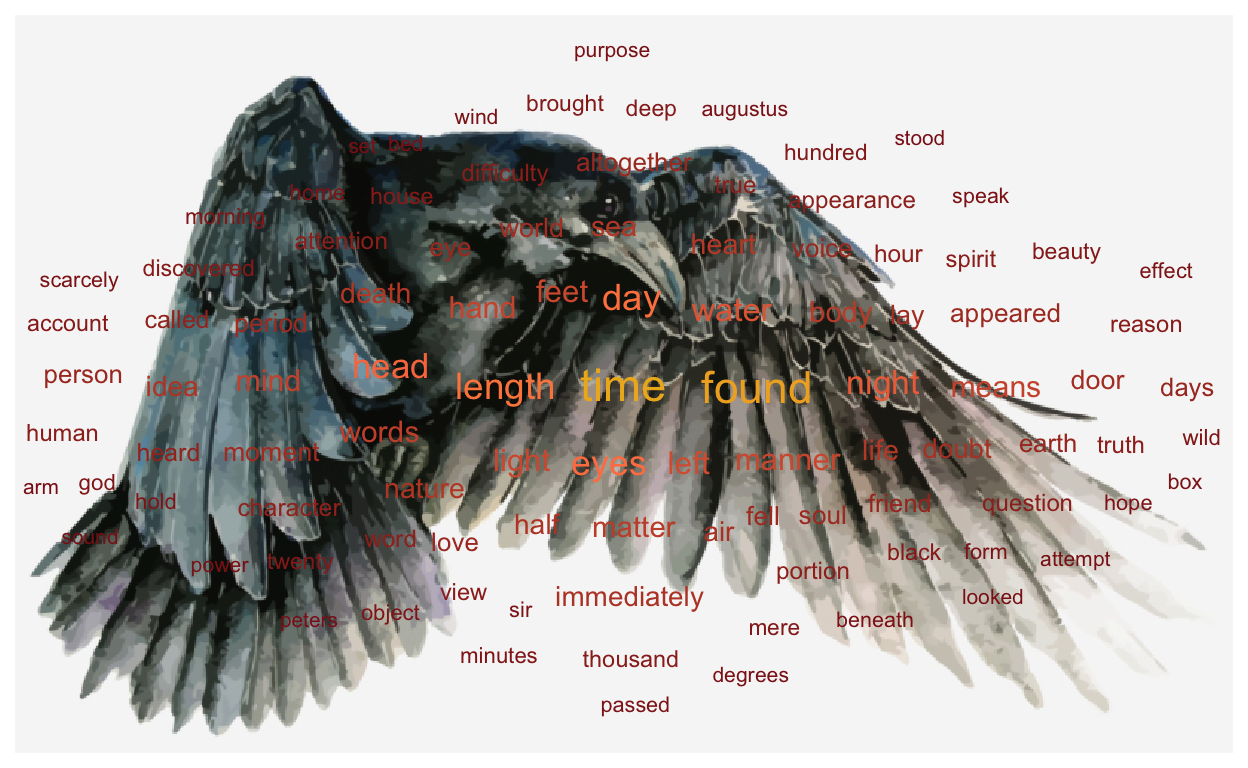 purpose
wind brought deep augustus
set bed altogether hundred stood
difficulty true
home house appearance speak
morning attention eye world sea heart voice hour spirit beauty
scarcely discovered effect
death hand feet day water body lay appeared
account called period reason
person idea mind head length time found night means door days
human words
heard moment light eyes left manner life doubt earth truth wild
arm god hold nature friend question hope box
character half matter air fell soul
sound word love black form attempt
power twenty portion
view immediately looked
peters object sir mere beneath
minutes thousand degrees
passed